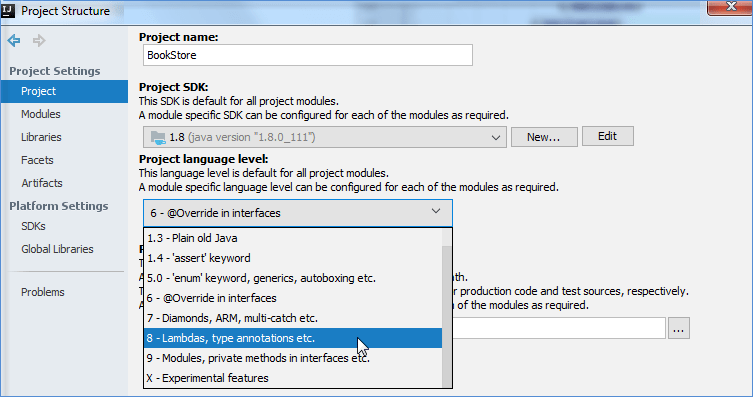 IJ Project Structure
Project Settings
Project
Modules
Libraries
Facets
Artifacts
Platform Settings
SDKs
Global Libraries
Problems
Project name:
BookStore
Project SDK:
This SDK is default for all project modules.
A module specific SDK can be configured for each of the modules as required.
1.8 (java version "1.8.0_111")
New...
Edit
Project language level:
This language level is default for all project modules.
A module specific language level can be configured for each of the modules as required.
6 - @Override in interfaces
1.3 - Plain old Java
1.4 - 'assert' keyword
5.0 - 'enum' keyword, generics, autoboxing etc.
6 - @Override in interfaces
7 - Diamonds, ARM, multi-catch etc.
8 - Lambdas, type annotations etc.
9 - Modules, private methods in interfaces etc.
X - Experimental features
production code and test sources, respectively.
of the modules as required.
...